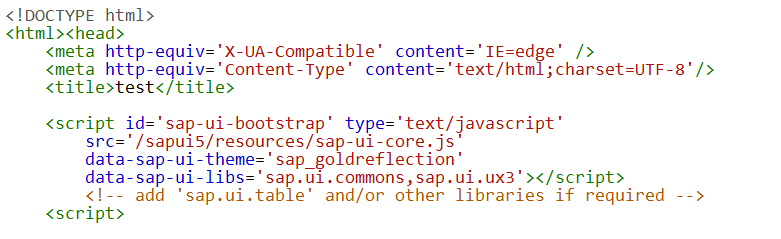 <!DOCTYPE html>
<html><head>
    <meta http-equiv='X-UA-Compatible' content='IE=edge' />
    <meta http-equiv='Content-Type' content='text/html;charset=UTF-8'/>
    <title>test</title>

    <script id='sap-ui-bootstrap' type='text/javascript'
        src='/sapui5/resources/sap-ui-core.js'
        data-sap-ui-theme='sap_goldreflection'
        data-sap-ui-libs='sap.ui.commons,sap.ui.ux3'></script>
        <!-- add 'sap.ui.table' and/or other libraries if required -->
    <script>